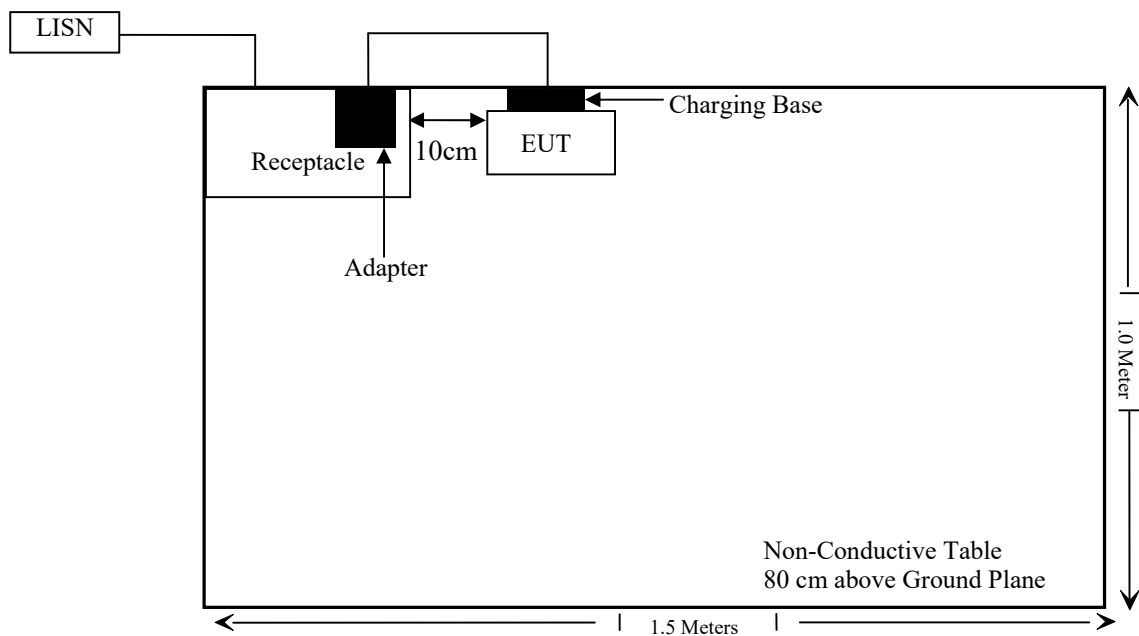 LISN
Charging Base
EUT
10cm
Receptacle
Adapter
1.0 Meter
Non-Conductive Table
80 cm above Ground Plane
1.5 Meters